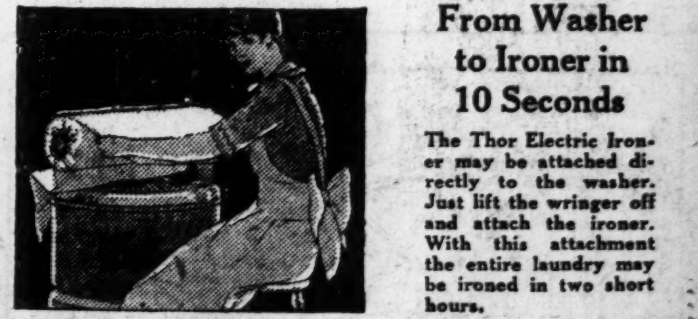 From Washer
to Ironer in
10 Seconds
The Thor Electric Iron-
er may be attached di-
rectly to the washer.
Just lift the wringer off
and attach the ironer.
With this attachment
the entire laundry may
be ironed in two short
hours.